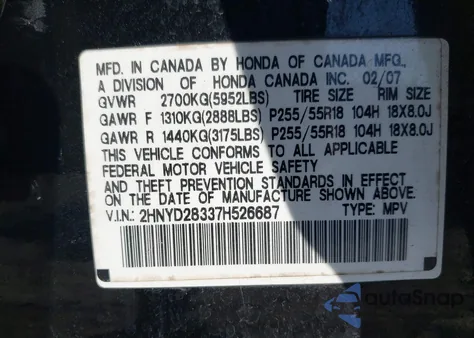 MFD. IN CANADA BY HONDA OF CANADA MFG.,
A DIVISION OF HONDA CANADA INC. 02/07
GVWR 2700KG(5952LBS) TIRE SIZE RIM SIZE
GAWR F 1310KG(2888LBS) P255/55R18 104H 18X8.0J
GAWR R 1440KG(3175LBS) P255/55R18 104H 18X8.0J
THIS VEHICLE CONFORMS TO ALL APPLICABLE
FEDERAL MOTOR VEHICLE SAFETY
AND THEFT PREVENTION STANDARDS IN EFFECT
ON THE DATE OF MANUFACTURE SHOWN ABOVE.
V.I.N.: 2HNYD28337H526687 TYPE: MPV
autoSnap